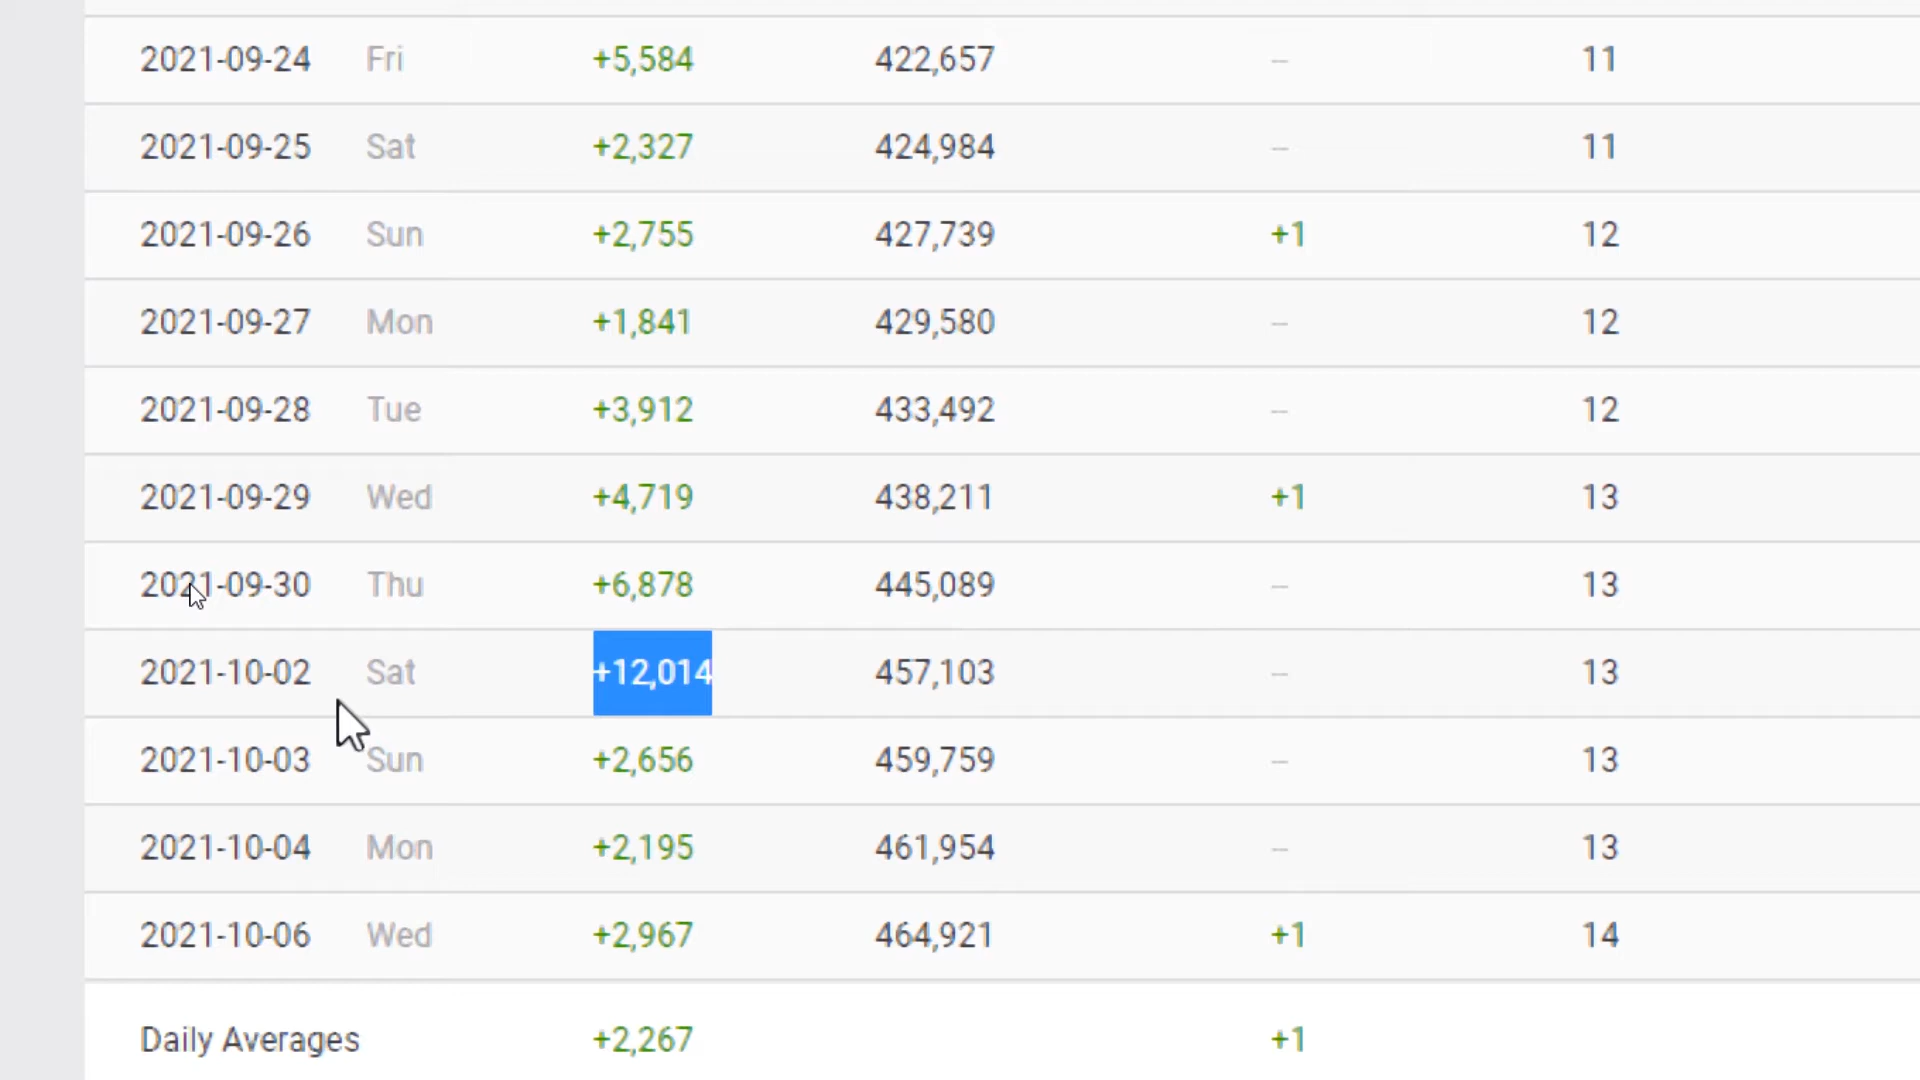 2021-09-24 Fri +5,584 422,657 -- 11
2021-09-25 Sat +2,327 424,984 -- 11
2021-09-26 Sun +2,755 427,739 +1 12
2021-09-27 Mon +1,841 429,580 -- 12
2021-09-28 Tue +3,912 433,492 -- 12
2021-09-29 Wed +4,719 438,211 +1 13
2021-09-30 Thu +6,878 445,089 -- 13
2021-10-02 Sat +12,014 457,103 -- 13
2021-10-03 Sun +2,656 459,759 -- 13
2021-10-04 Mon +2,195 461,954 -- 13
2021-10-06 Wed +2,967 464,921 +1 14
Daily Averages +2,267 +1